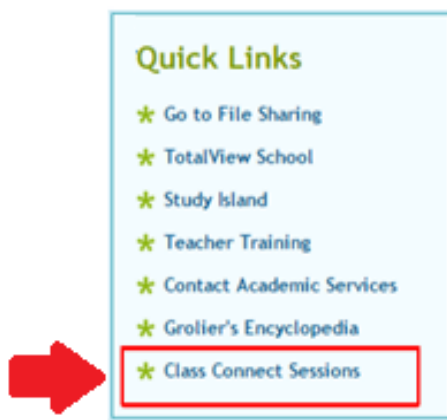 Quick Links
Go to File Sharing
TotalView School
Study Island
Teacher Training
Contact Academic Services
Grolier's Encyclopedia
Class Connect Sessions